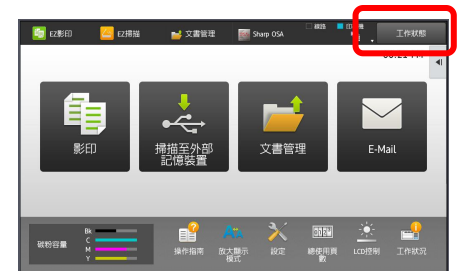 EZ影印
EZ掃描
文書管理
Sharp OSA
線路
工作狀態
影印
掃描至外部
記憶裝置
文書管理
E-Mail
碳粉容量
Bk
C
M
Y
操作指南
放大顯示
模式
設定
總使用頁
數
LCD控制
工作狀況